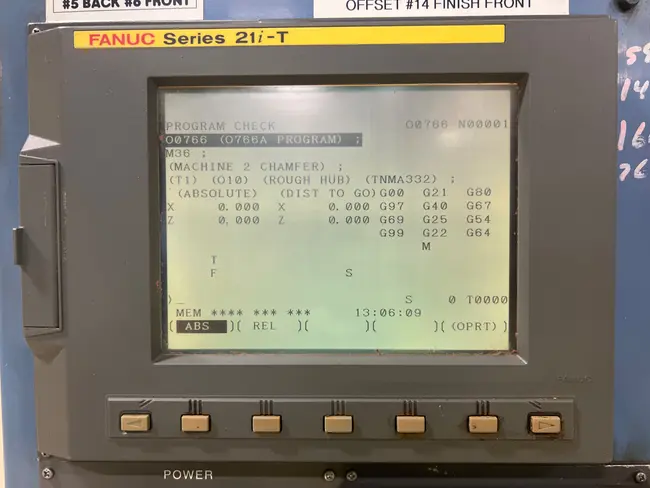 #5 BACK #6 FRONT
OFFSET #14 FINISH FRONT
FANUC Series 21i-T
PROGRAM CHECK O0766 N00001
O0766 (O766A PROGRAM) ;
M36 ;
(MACHINE 2 CHAMFER) ;
(T1) (O10) (ROUGH HUB) (TNMA332) ;
(ABSOLUTE) (DIST TO GO) G00 G21 G80
X 0.000 X 0.000 G97 G40 G67
Z 0.000 Z 0.000 G69 G25 G54
G99 G22 G64
M
T
F S
)_ S 0 T0000
MEM **** *** *** 13:06:09
( ABS )( REL )( )( )( (OPRT) )
FANUC
POWER